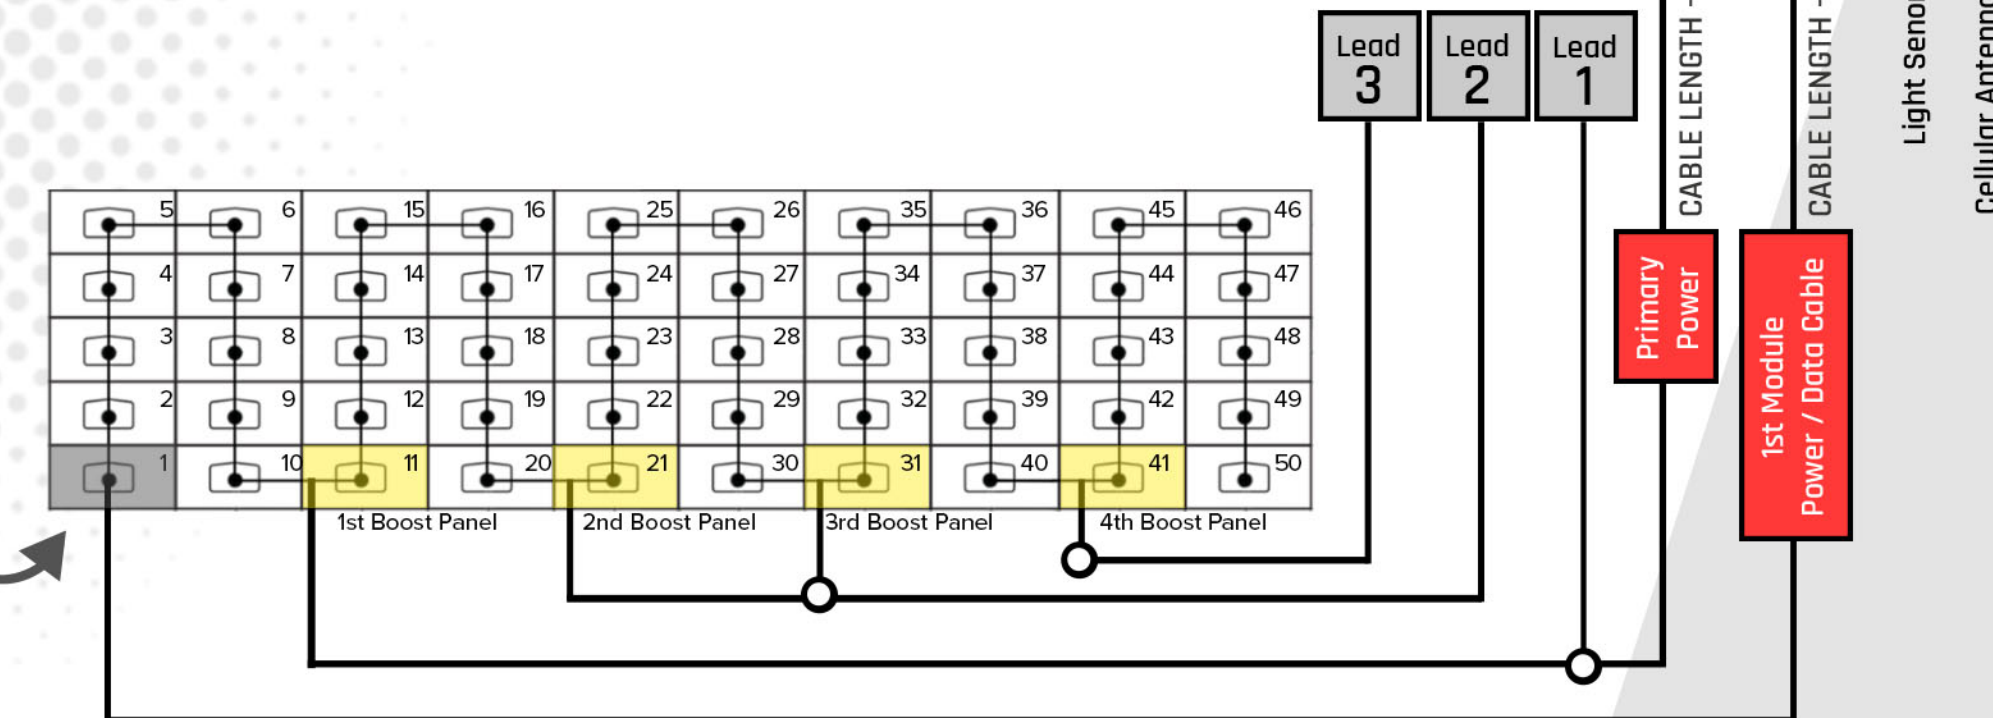 Lead
3
Lead
2
Lead
1
CABLE LENGTH -
CABLE LENGTH -
Light Senor
Cellular Antenna
5 6 15 16 25 26 35 36 45 46
4 7 14 17 24 27 34 37 44 47
3 8 13 18 23 28 33 38 43 48
2 9 12 19 22 29 32 39 42 49
1 10 11 20 21 30 31 40 41 50
1st Boost Panel
2nd Boost Panel
3rd Boost Panel
4th Boost Panel
Primary
Power
1st Module
Power / Data Cable